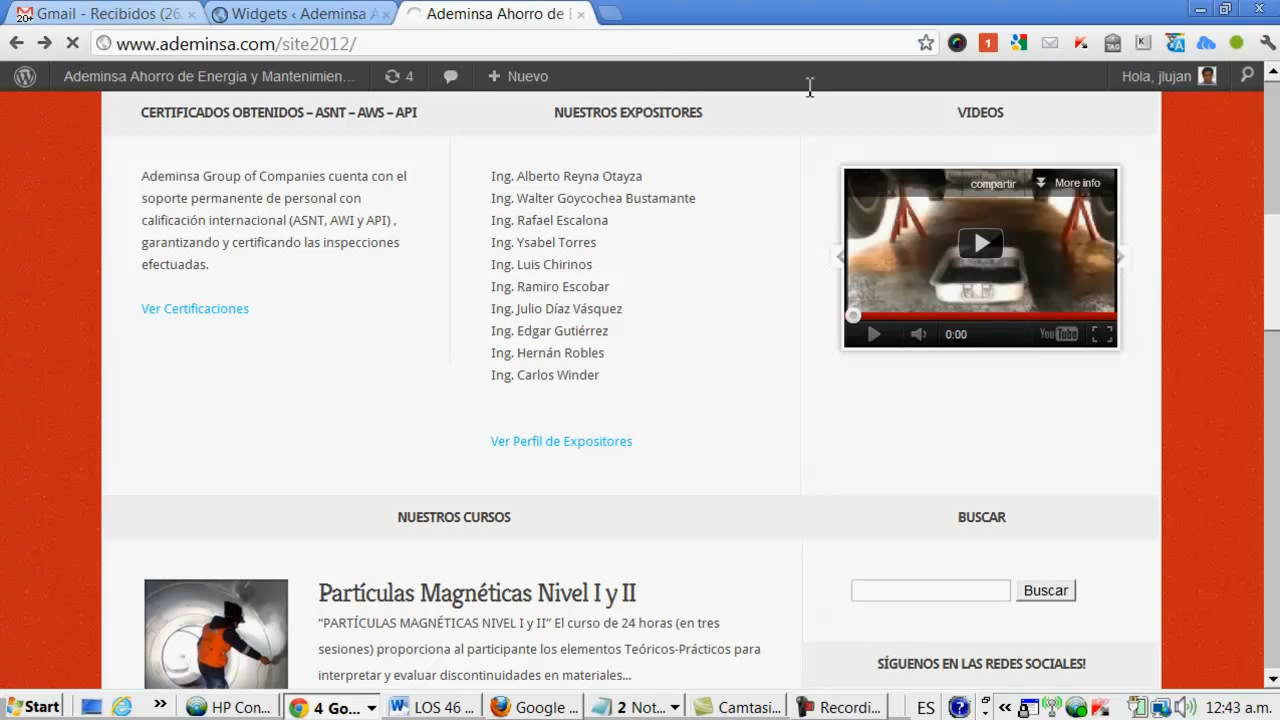 Gmail - Recibidos (26.
20+
Widgets ‹ Ademinsa A
Ademinsa Ahorro de
www.ademinsa.com/site2012/
1
TAG
Ademinsa Ahorro de Energia y Mantenimien...
4
Nuevo
Hola, jlujan
CERTIFICADOS OBTENIDOS – ASNT – AWS – API
NUESTROS EXPOSITORES
VIDEOS
Ademinsa Group of Companies cuenta con el
soporte permanente de personal con
calificación internacional (ASNT, AWI y API) ,
garantizando y certificando las inspecciones
efectuadas.
Ver Certificaciones
Ing. Alberto Reyna Otayza
Ing. Walter Goycochea Bustamante
Ing. Rafael Escalona
Ing. Ysabel Torres
Ing. Luis Chirinos
Ing. Ramiro Escobar
Ing. Julio Díaz Vásquez
Ing. Edgar Gutiérrez
Ing. Hernán Robles
Ing. Carlos Winder
Ver Perfil de Expositores
compartir
More info
0:00
YouTube
NUESTROS CURSOS
BUSCAR
Partículas Magnéticas Nivel I y II
“PARTÍCULAS MAGNÉTICAS NIVEL I y II” El curso de 24 horas (en tres
sesiones) proporciona al participante los elementos Teóricos-Prácticos para
interpretar y evaluar discontinuidades en materiales...
Buscar
SÍGUENOS EN LAS REDES SOCIALES!
Start
HP Con...
4 Go...
LOS 46 ...
Google ...
2 Not...
Camtasi...
Recordi...
ES
12:43 a.m.